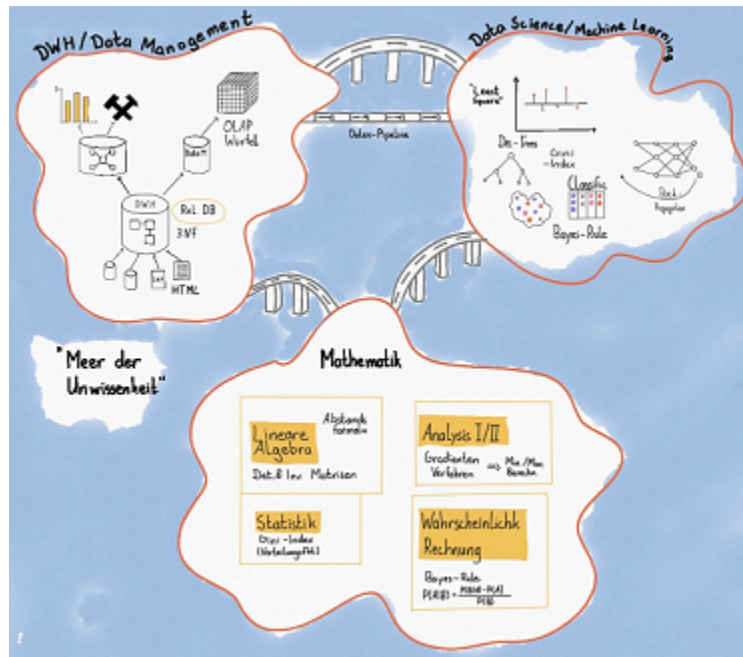 DWH/Data Management
OLAP
Würfel
DWH
Rel. DB
3NF
HTML
Daten-Pipeline
Data Science/Machine Learning
"Least
Square"
Dec-Trees
Gini
-Index
Classific
Bayes-Rule
Back
"Meer der
Unwissenheit"
Mathematik
Lineare
Algebra
Abstands
formeln
Det.& Inv. Matrizen
Statistik
Gini-Index
Analysis I/II
Gradienten
Verfahren
Min./Max.
Berechn.
Wahrscheinlichk
Rechnung
Bayes-Rule